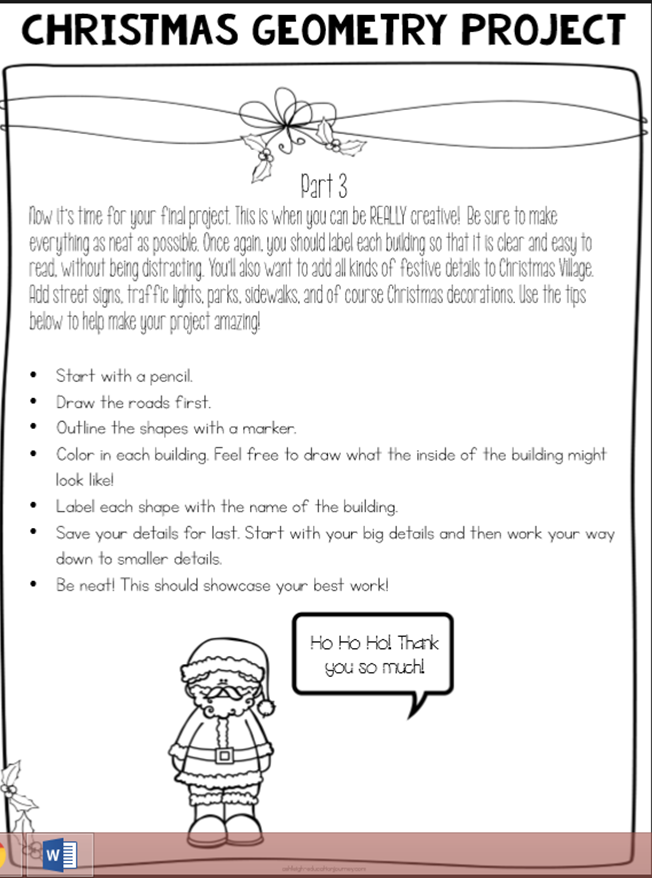 CHRISTMAS GEOMETRY PROJECT
Part 3
Now it's time for your final project. This is when you can be REALLY creative! Be sure to make
everything as neat as possible. Once again, you should label each building so that it is clear and easy to
read, without being distracting. You'll also want to add all kinds of festive details to Christmas Village.
Add street signs, traffic lights, parks, sidewalks, and of course Christmas decorations. Use the tips
below to help make your project amazing!
• Start with a pencil.
• Draw the roads first.
• Outline the shapes with a marker.
• Color in each building. Feel free to draw what the inside of the building might
look like!
• Label each shape with the name of the building.
• Save your details for last. Start with your big details and then work your way
down to smaller details.
• Be neat! This should showcase your best work!
Ho Ho Ho! Thank
you so much!
W